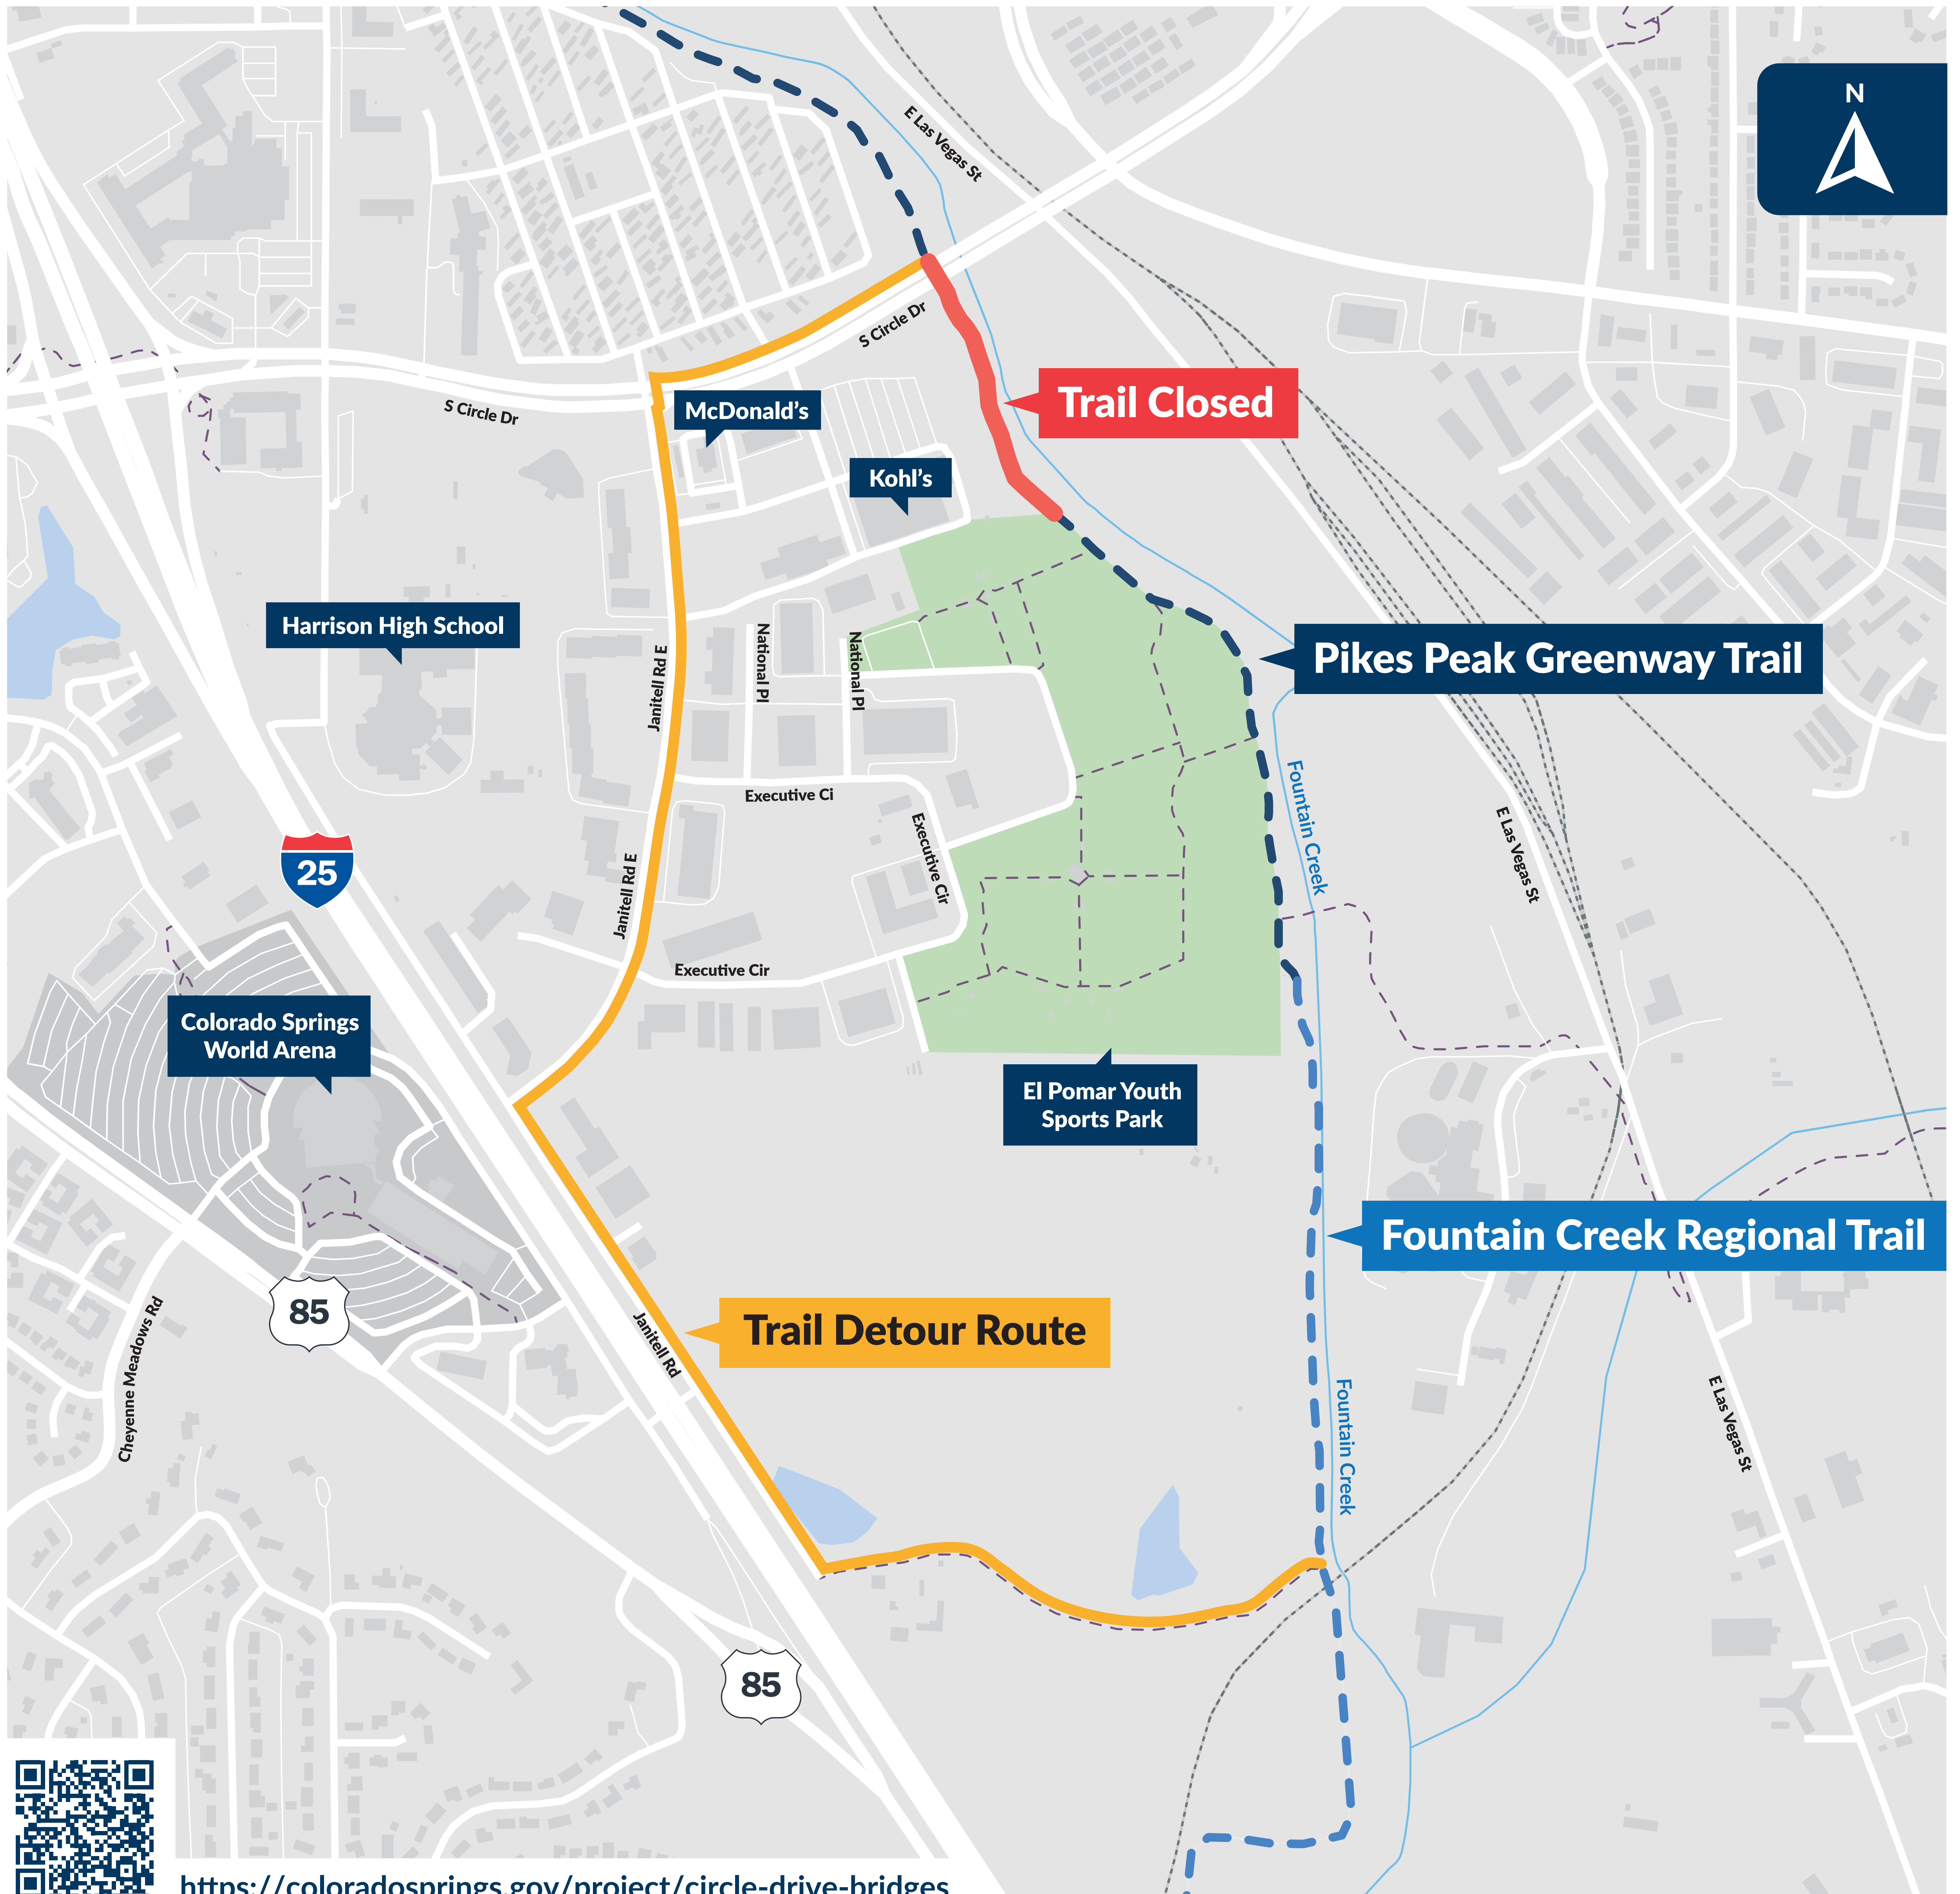 N
E Las Vegas St
S Circle Dr
Trail Closed
McDonald's
S Circle Dr
Kohl's
Harrison High School
Pikes Peak Greenway Trail
Janitell Rd E
National Pl
National Pl
Fountain Creek
Executive Ci
E Las Vegas St
Executive Cir
25
Janitell Rd E
Executive Cir
Colorado Springs
World Arena
El Pomar Youth
Sports Park
Fountain Creek Regional Trail
85
Trail Detour Route
Janitell Rd
Cheyenne Meadows Rd
Fountain Creek
E Las Vegas St
85
https://coloradosprings.gov/project/circle-drive-bridges